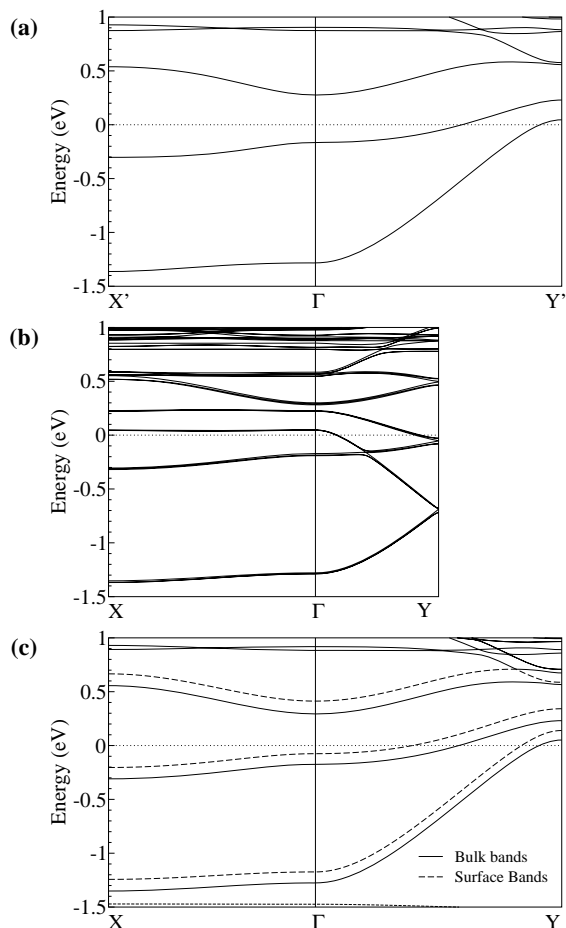 (a)
1
0.5
0
-0.5
-1
-1.5
Energy (eV)
X’ Γ Y’
(b)
1
0.5
0
-0.5
-1
-1.5
Energy (eV)
X Γ Y
(c)
1
0.5
0
-0.5
-1
-1.5
Energy (eV)
Bulk bands
Surface Bands
X Γ Y